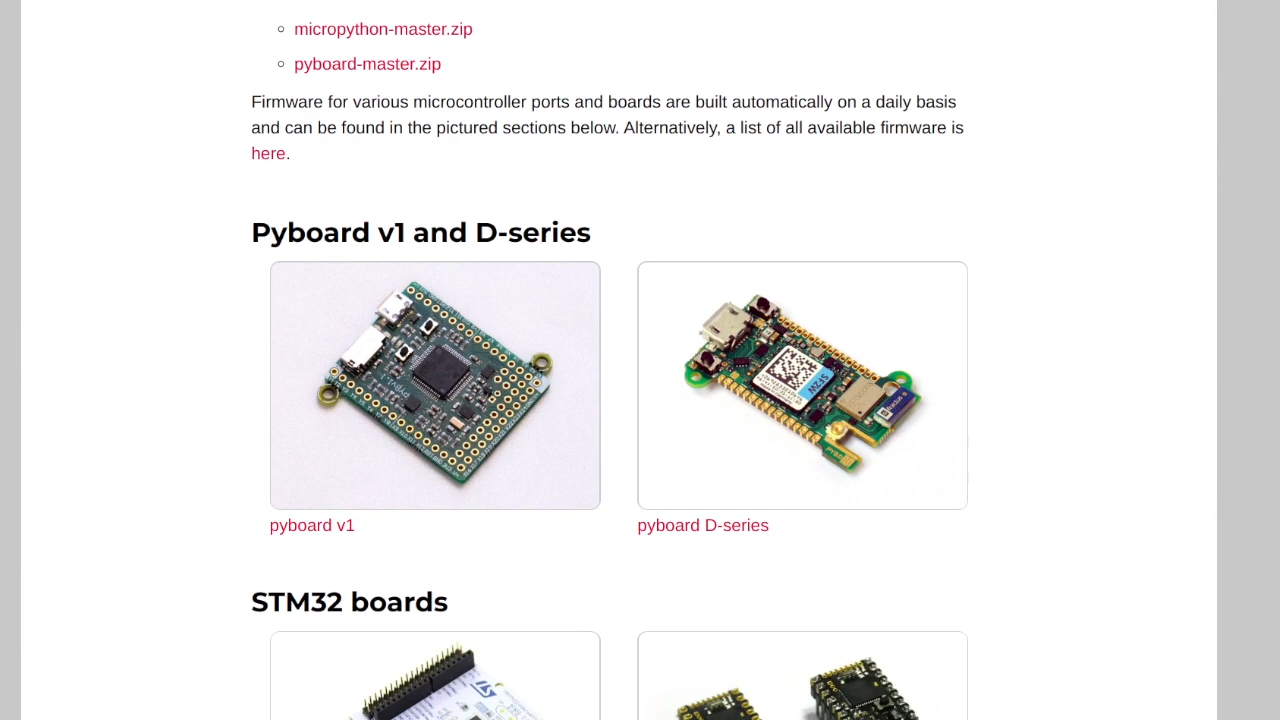 micropython-master.zip
pyboard-master.zip
Firmware for various microcontroller ports and boards are built automatically on a daily basis
and can be found in the pictured sections below. Alternatively, a list of all available firmware is
here.
Pyboard v1 and D-series
SF2W
pyboard v1
pyboard D-series
STM32 boards